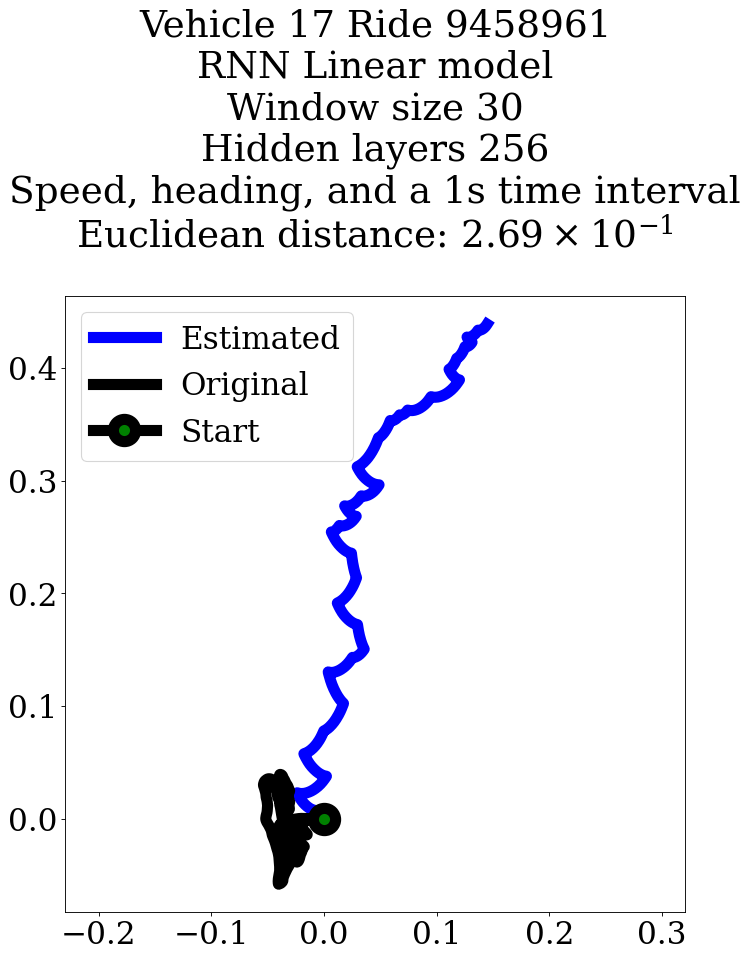 Vehicle 17 Ride 9458961
RNN Linear model
Window size 30
Hidden layers 256
Speed, heading, and a 1s time interval
Euclidean distance: 2.69 × 10⁻¹
Estimated
Original
Start
0.4
0.3
0.2
0.1
0.0
−0.2 −0.1 0.0 0.1 0.2 0.3